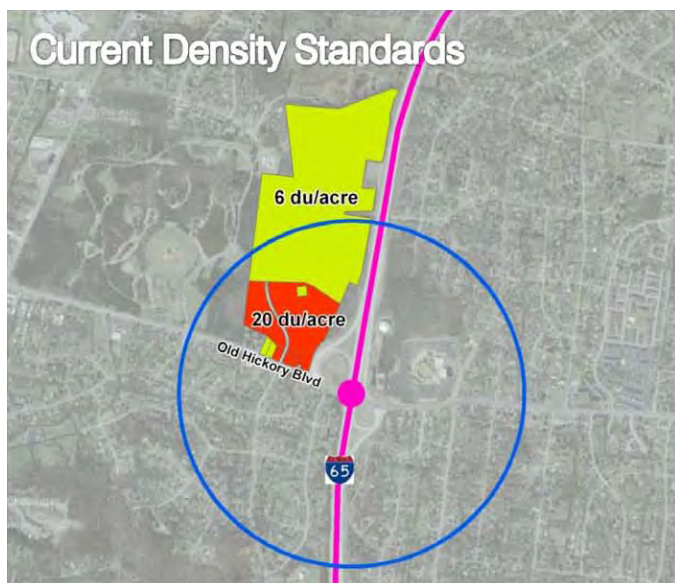 Current Density Standards
6 du/acre
20 du/acre
Old Hickory Blvd
65